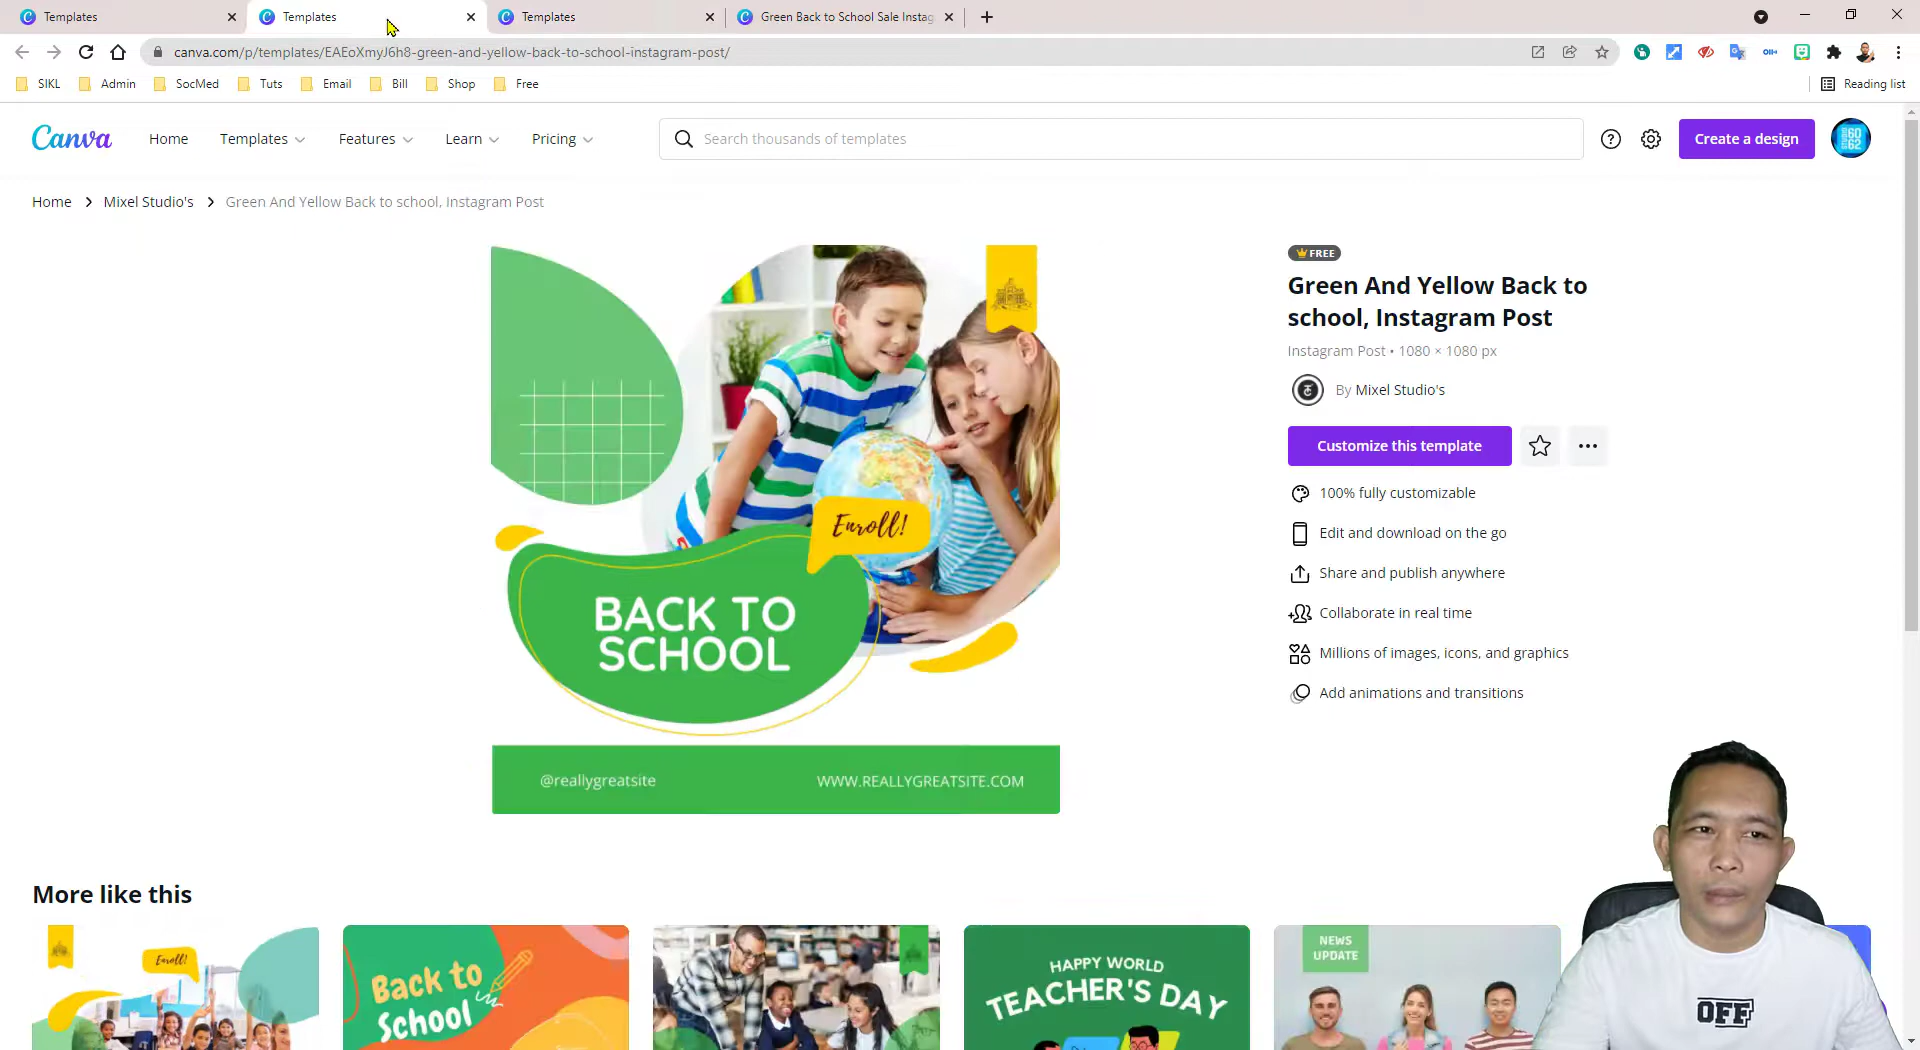 Templates
Templates
Templates
Green Back to School Sale Instag
canva.com/p/templates/EAEoXmyJ6h8-green-and-yellow-back-to-school-instagram-post/
SIKL
Admin
SocMed
Tuts
Email
Bill
Shop
Free
Reading list
Canva
Home
Templates
Features
Learn
Pricing
Search thousands of templates
Create a design
Home
Mixel Studio's
Green And Yellow Back to school, Instagram Post
Enroll!
BACK TO
SCHOOL
@reallygreatsite
WWW.REALLYGREATSITE.COM
FREE
Green And Yellow Back to
school, Instagram Post
Instagram Post • 1080 × 1080 px
By Mixel Studio's
Customize this template
100% fully customizable
Edit and download on the go
Share and publish anywhere
Collaborate in real time
Millions of images, icons, and graphics
Add animations and transitions
More like this
Enroll!
Back to
School
HAPPY WORLD
TEACHER'S DAY
NEWS
UPDATE
OFF